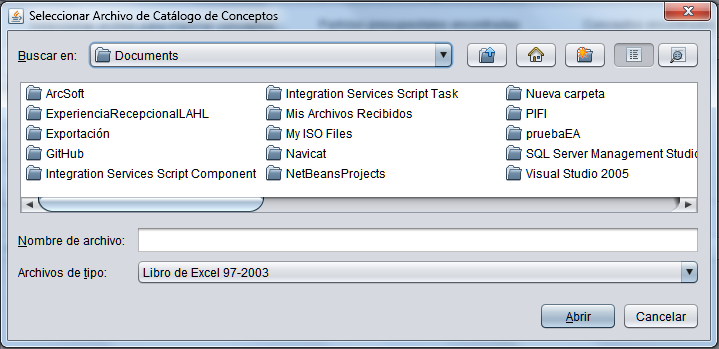 Seleccionar Archivo de Catálogo de Conceptos
Buscar en: Documents
ArcSoft
ExperienciaRecepcionalLAHL
Exportación
GitHub
Integration Services Script Component
Integration Services Script Task
Mis Archivos Recibidos
My ISO Files
Navicat
NetBeansProjects
Nueva carpeta
PIFI
pruebaEA
SQL Server Management Studio
Visual Studio 2005
Nombre de archivo:
Archivos de tipo: Libro de Excel 97-2003
Abrir Cancelar